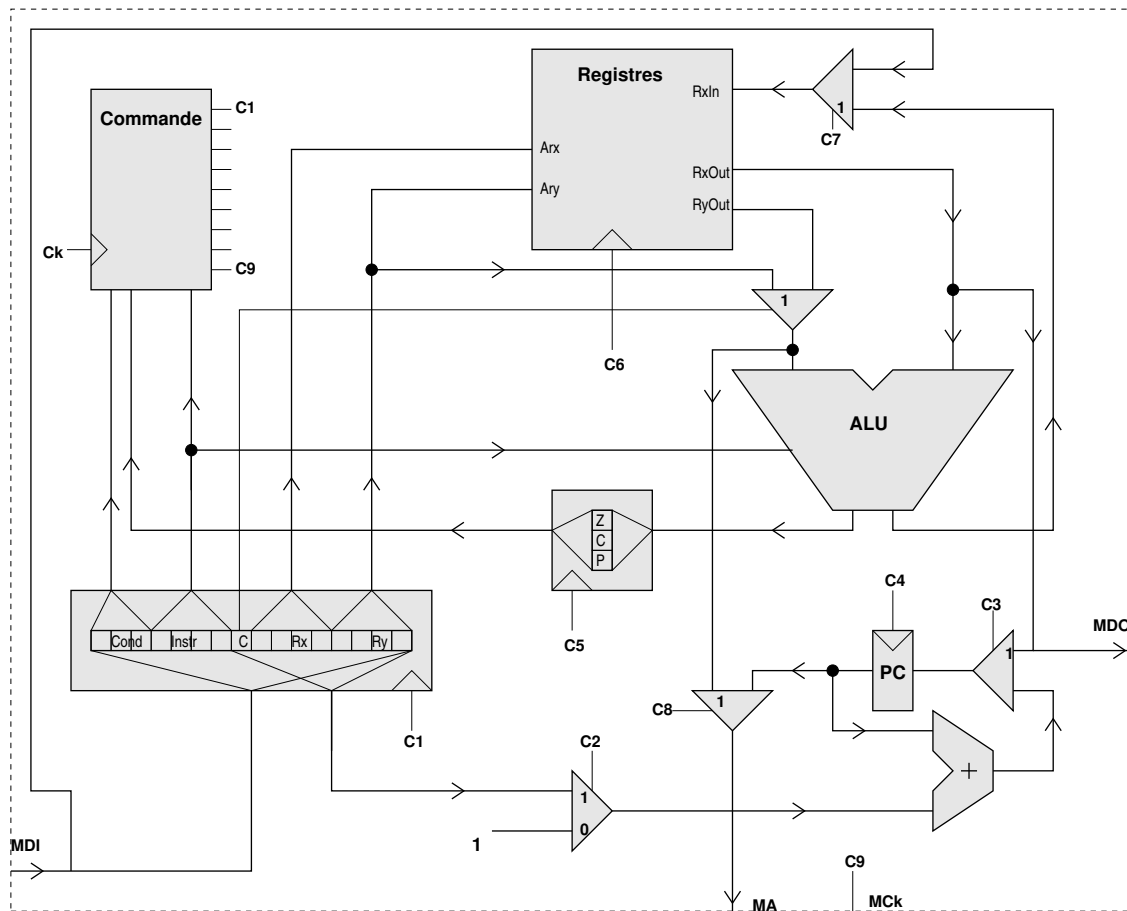 Registres
RxIn
1
C7
Commande
C1
Arx
Ary
RxOut
RyOut
Ck
C9
1
C6
ALU
Z
C
P
C5
Cond
Instr
C
Rx
Ry
C1
C4
C3
1
MDO
PC
C8
1
C2
1
0
1
+
MDI
C9
MA
MCk